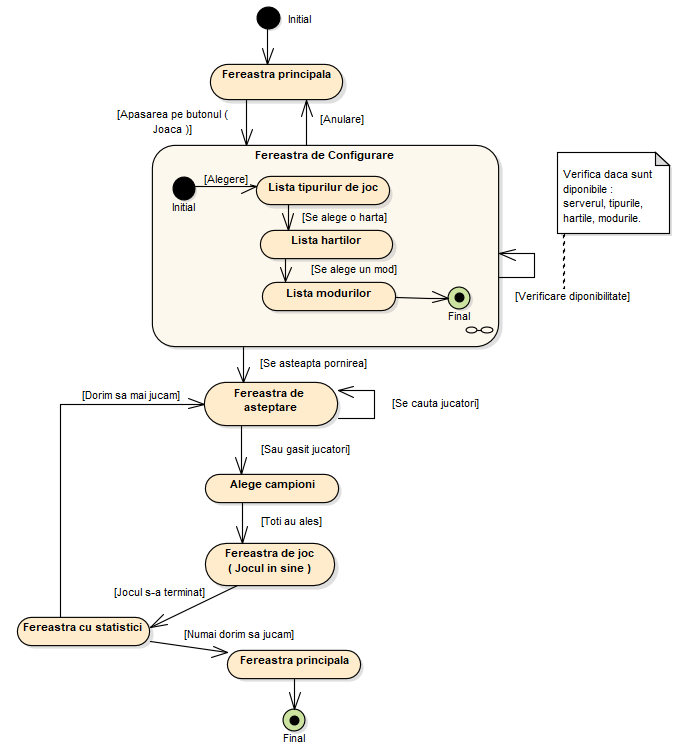 Initial
Fereastra principala
[Apasarea pe butonul (
Joaca )]
[Anulare]
Fereastra de Configurare
Initial
[Alegere]
Lista tipurilur de joc
[Se alege o harta]
Lista hartilor
[Se alege un mod]
Lista modurilor
Final
Verifica daca sunt
diponibile :
serverul, tipurile,
hartile, modurile.
[Verificare diponibilitate]
[Se asteapta pornirea]
[Dorim sa mai jucam]
Fereastra de
asteptare
[Se cauta jucatori]
[Sau gasit jucatori]
Alege campioni
[Toti au ales]
Fereastra de joc
( Jocul in sine )
[Jocul s-a terminat]
Fereastra cu statistici
[Numai dorim sa jucam]
Fereastra principala
Final